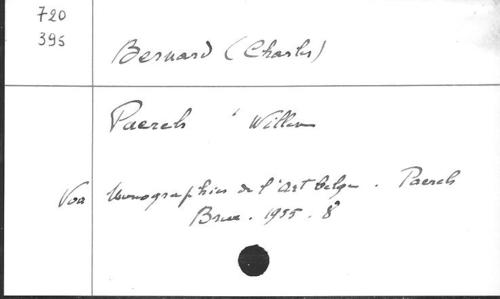 720
395
Bernard (Charles)
Paerels Willem
Voir Monographies de l'Art belge. Paerels
Brux. 1955. 8°